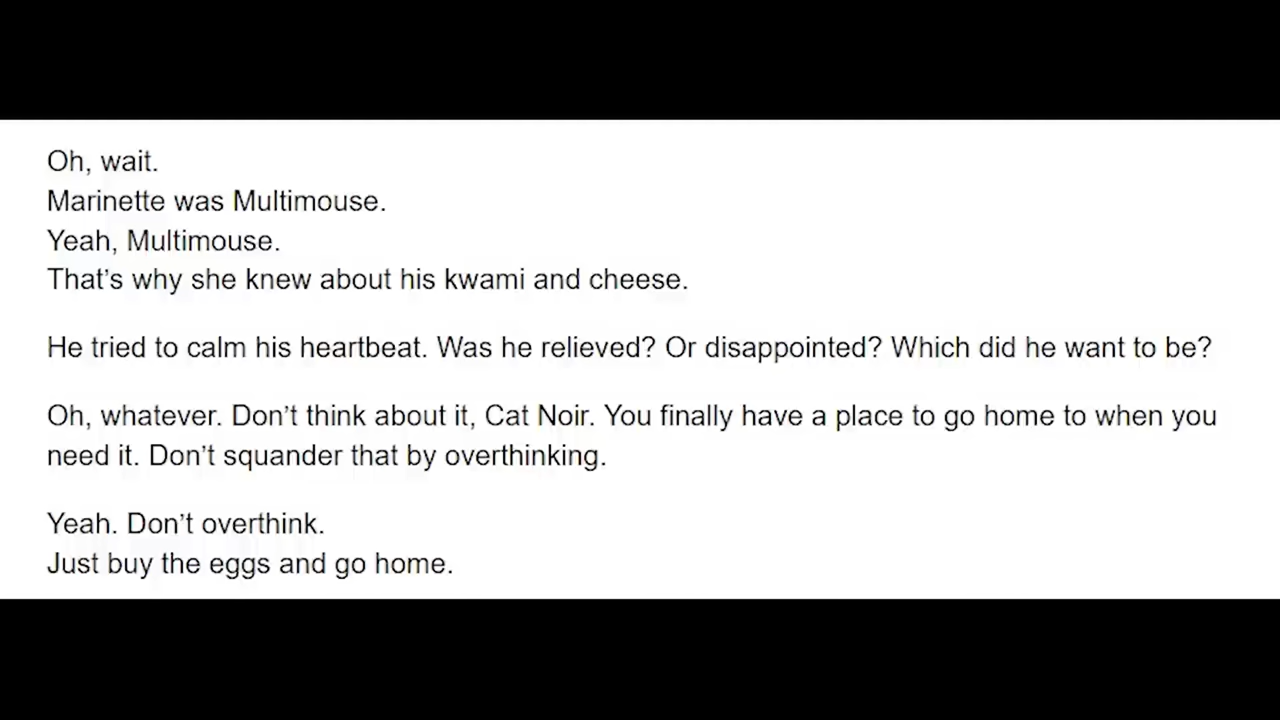 Oh, wait.
Marinette was Multimouse.
Yeah, Multimouse.
That’s why she knew about his kwami and cheese.
He tried to calm his heartbeat. Was he relieved? Or disappointed? Which did he want to be?
Oh, whatever. Don’t think about it, Cat Noir. You finally have a place to go home to when you
need it. Don’t squander that by overthinking.
Yeah. Don’t overthink.
Just buy the eggs and go home.